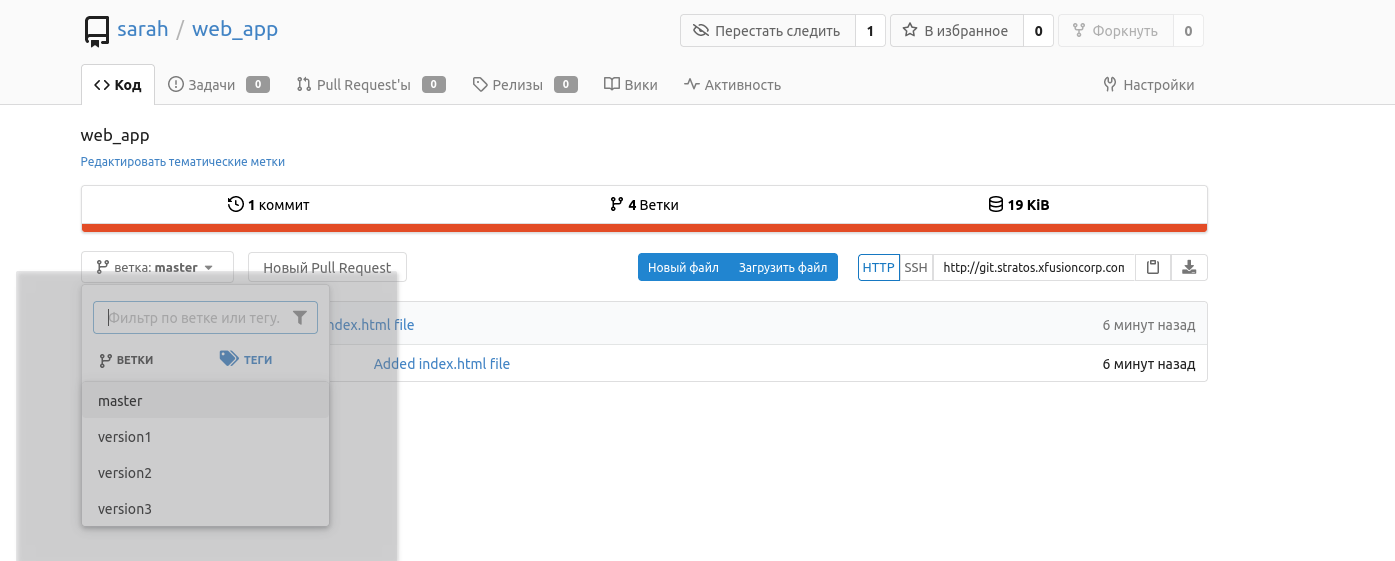 sarah / web_app
Перестать следить 1 В избранное 0 Форкнуть 0
Код Задачи 0 Pull Request'ы 0 Релизы 0 Вики Активность Настройки
web_app
Редактировать тематические метки
1 коммит 4 Ветки 19 KiB
ветка: master Новый Pull Request Новый файл Загрузить файл HTTP SSH http://git.stratos.xfusioncorp.con
Фильтр по ветке или тегу.
index.html file 6 минут назад
ВЕТКИ ТЕГИ
Added index.html file 6 минут назад
master
version1
version2
version3